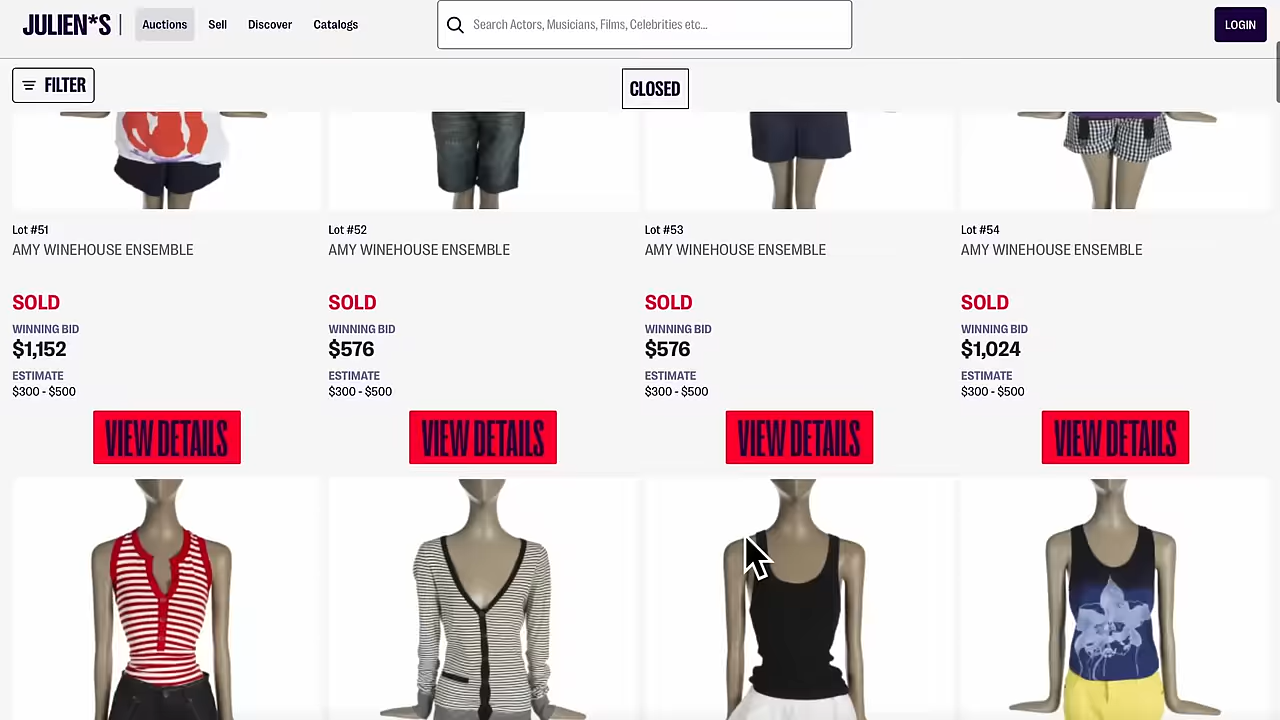 JULIEN*S | Auctions Sell Discover Catalogs Search Actors, Musicians, Films, Celebrities etc... LOGIN
FILTER CLOSED
Lot #51 Lot #52 Lot #53 Lot #54
AMY WINEHOUSE ENSEMBLE AMY WINEHOUSE ENSEMBLE AMY WINEHOUSE ENSEMBLE AMY WINEHOUSE ENSEMBLE
SOLD SOLD SOLD SOLD
WINNING BID WINNING BID WINNING BID WINNING BID
$1,152 $576 $576 $1,024
ESTIMATE ESTIMATE ESTIMATE ESTIMATE
$300 - $500 $300 - $500 $300 - $500 $300 - $500
VIEW DETAILS VIEW DETAILS VIEW DETAILS VIEW DETAILS